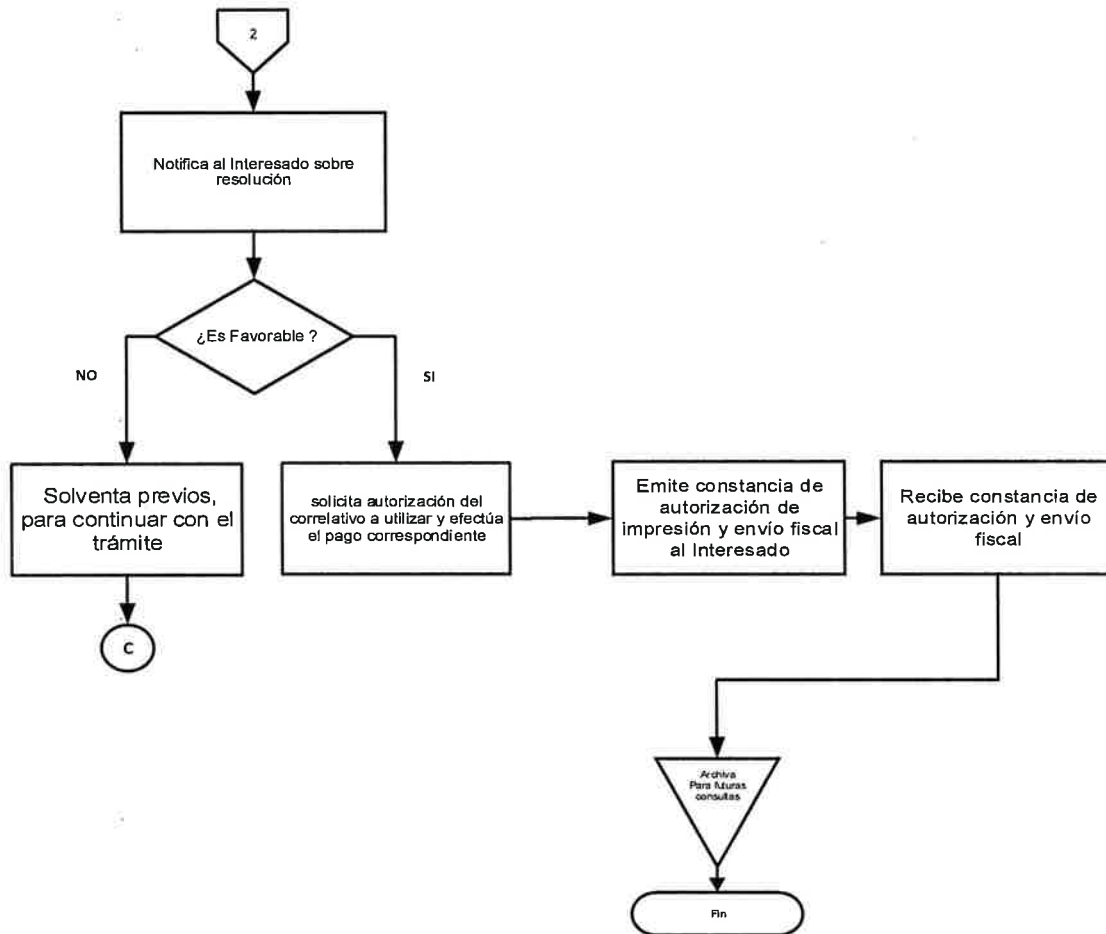 2
Notifica al Interesado sobre
resolución
¿Es Favorable ?
NO
SI
Solventa previos,
para continuar con el
trámite
solicita autorización del
correlativo a utilizar y efectúa
el pago correspondiente
Emite constancia de
autorización de
impresión y envío fiscal
al Interesado
Recibe constancia de
autorización y envío
fiscal
C
Archiva
Para futuras
consultas
Fin